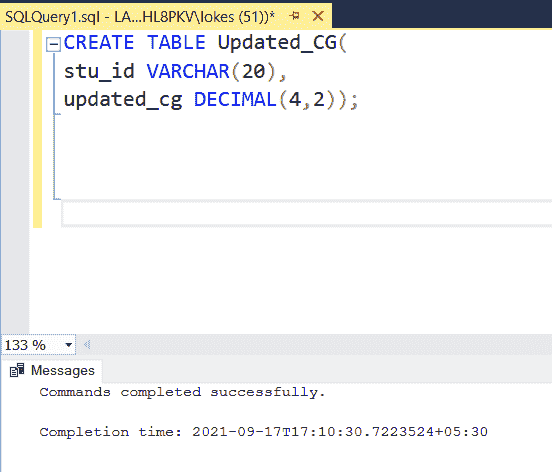 SQLQuery1.sql - LA...HL8PKV\lokes (51))*
CREATE TABLE Updated_CG(
stu_id VARCHAR(20),
updated_cg DECIMAL(4,2));
133 %
Messages
Commands completed successfully.
Completion time: 2021-09-17T17:10:30.7223524+05:30